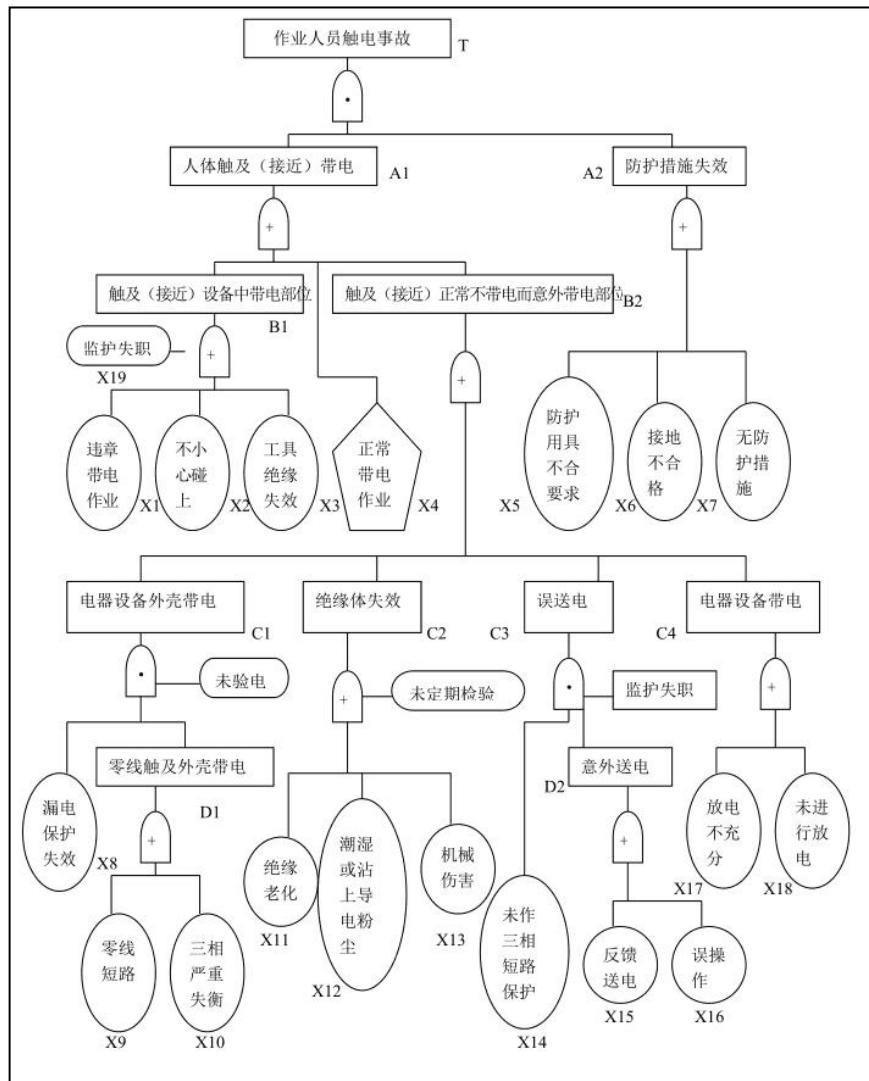 作业人员触电事故
T
·
人体触及（接近）带电
A1
A2
防护措施失效
+
+
触及（接近）设备中带电部位
B1
触及（接近）正常不带电而意外带电部位
B2
监护失职
X19
+
+
违章
带电
作业
X1
不小
心碰
上
X2
工具
绝缘
失效
X3
正常
带电
作业
X4
防护
用具
不合
要求
X5
接地
不合
格
X6
无防
护措
施
X7
电器设备外壳带电
C1
绝缘体失效
C2
误送电
C3
电器设备带电
C4
·
未验电
+
未定期检验
·
监护失职
+
零线触及外壳带电
D1
意外送电
D2
漏电
保护
失效
X8
+
绝缘
老化
X11
潮湿
或沾
上导
电粉
尘
X12
机械
伤害
X13
+
放电
不充
分
X17
未进
行放
电
X18
零线
短路
X9
三相
严重
失衡
X10
未作
三相
短路
保护
X14
反馈
送电
X15
误操
作
X16